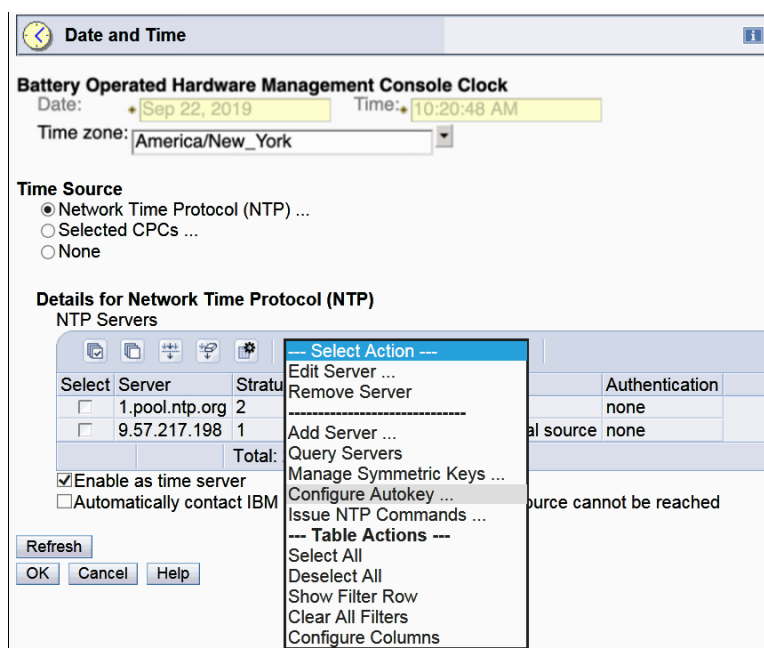 Date and Time
i
Battery Operated Hardware Management Console Clock
Date: Sep 22, 2019 Time: 10:20:48 AM
Time zone: America/New_York
Time Source
Network Time Protocol (NTP) ...
Selected CPCs ...
None
Details for Network Time Protocol (NTP)
NTP Servers
--- Select Action ---
Edit Server ...
Remove Server
------------------------------
Add Server ...
Query Servers
Manage Symmetric Keys ...
Configure Autokey ...
Issue NTP Commands ...
--- Table Actions ---
Select All
Deselect All
Show Filter Row
Clear All Filters
Configure Columns
Select Server Stratu Authentication
1.pool.ntp.org 2 none
9.57.217.198 1 al source none
Total:
Enable as time server
Automatically contact IBM ource cannot be reached
Refresh
OK Cancel Help